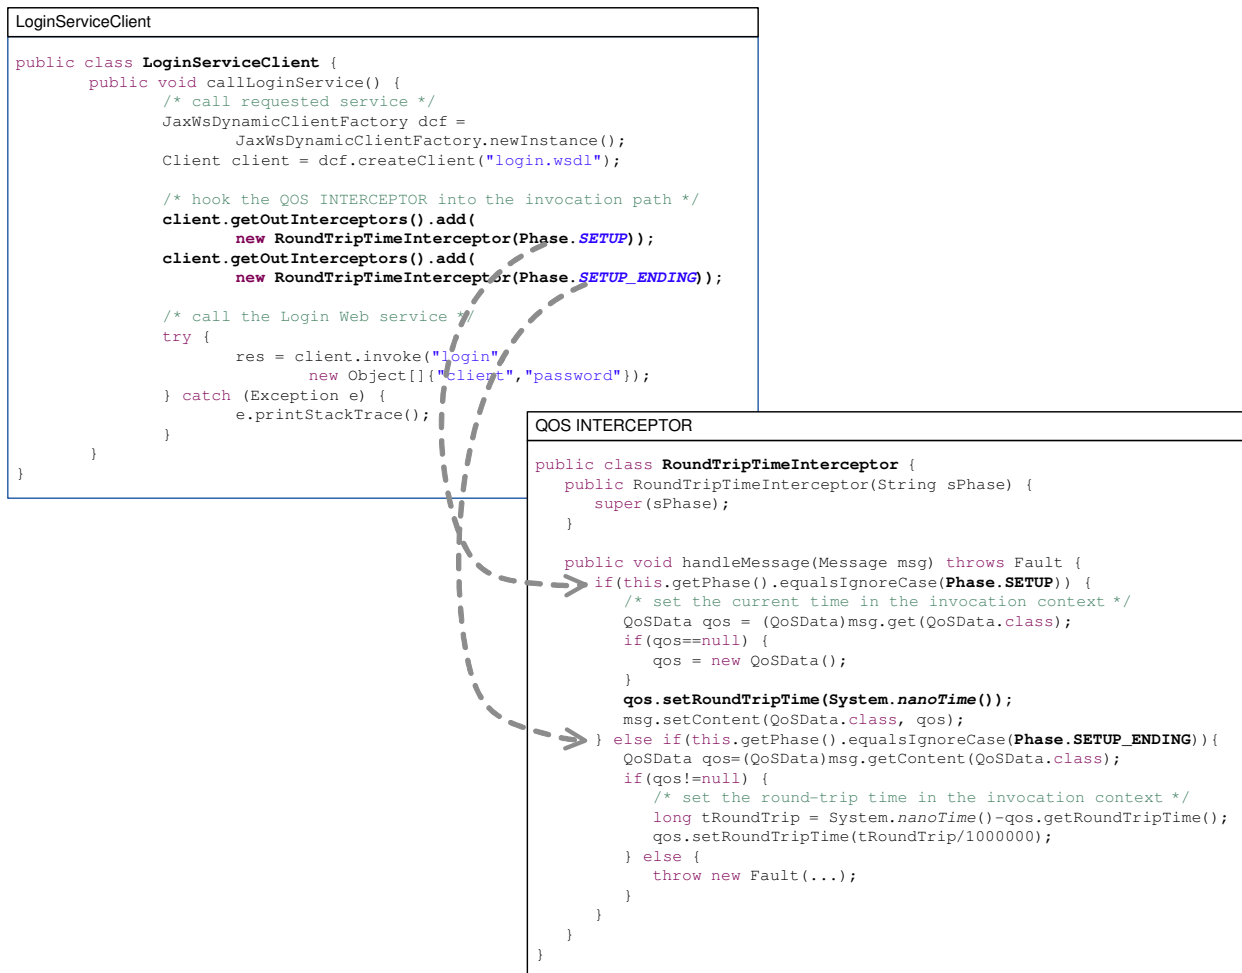 LoginServiceClient
public class LoginServiceClient {
public void callLoginService() {
/* call requested service */
JaxWsDynamicClientFactory dcf =
JaxWsDynamicClientFactory.newInstance();
Client client = dcf.createClient("login.wsdl");
/* hook the QOS INTERCEPTOR into the invocation path */
client.getOutInterceptors().add(
new RoundTripTimeInterceptor(Phase.SETUP));
client.getOutInterceptors().add(
new RoundTripTimeInterceptor(Phase.SETUP_ENDING));
/* call the Login Web service */
try {
res = client.invoke("login"
new Object[]{"client","password"});
} catch (Exception e) {
e.printStackTrace();
}
}
}
QOS INTERCEPTOR
public class RoundTripTimeInterceptor {
public RoundTripTimeInterceptor(String sPhase) {
super(sPhase);
}
public void handleMessage(Message msg) throws Fault {
if(this.getPhase().equalsIgnoreCase(Phase.SETUP)) {
/* set the current time in the invocation context */
QoSData qos = (QoSData)msg.get(QoSData.class);
if(qos==null) {
qos = new QoSData();
}
qos.setRoundTripTime(System.nanoTime());
msg.setContent(QoSData.class, qos);
} else if(this.getPhase().equalsIgnoreCase(Phase.SETUP_ENDING)){
QoSData qos=(QoSData)msg.getContent(QoSData.class);
if(qos!=null) {
/* set the round-trip time in the invocation context */
long tRoundTrip = System.nanoTime()-qos.getRoundTripTime();
qos.setRoundTripTime(tRoundTrip/1000000);
} else {
throw new Fault(...);
}
}
}
}